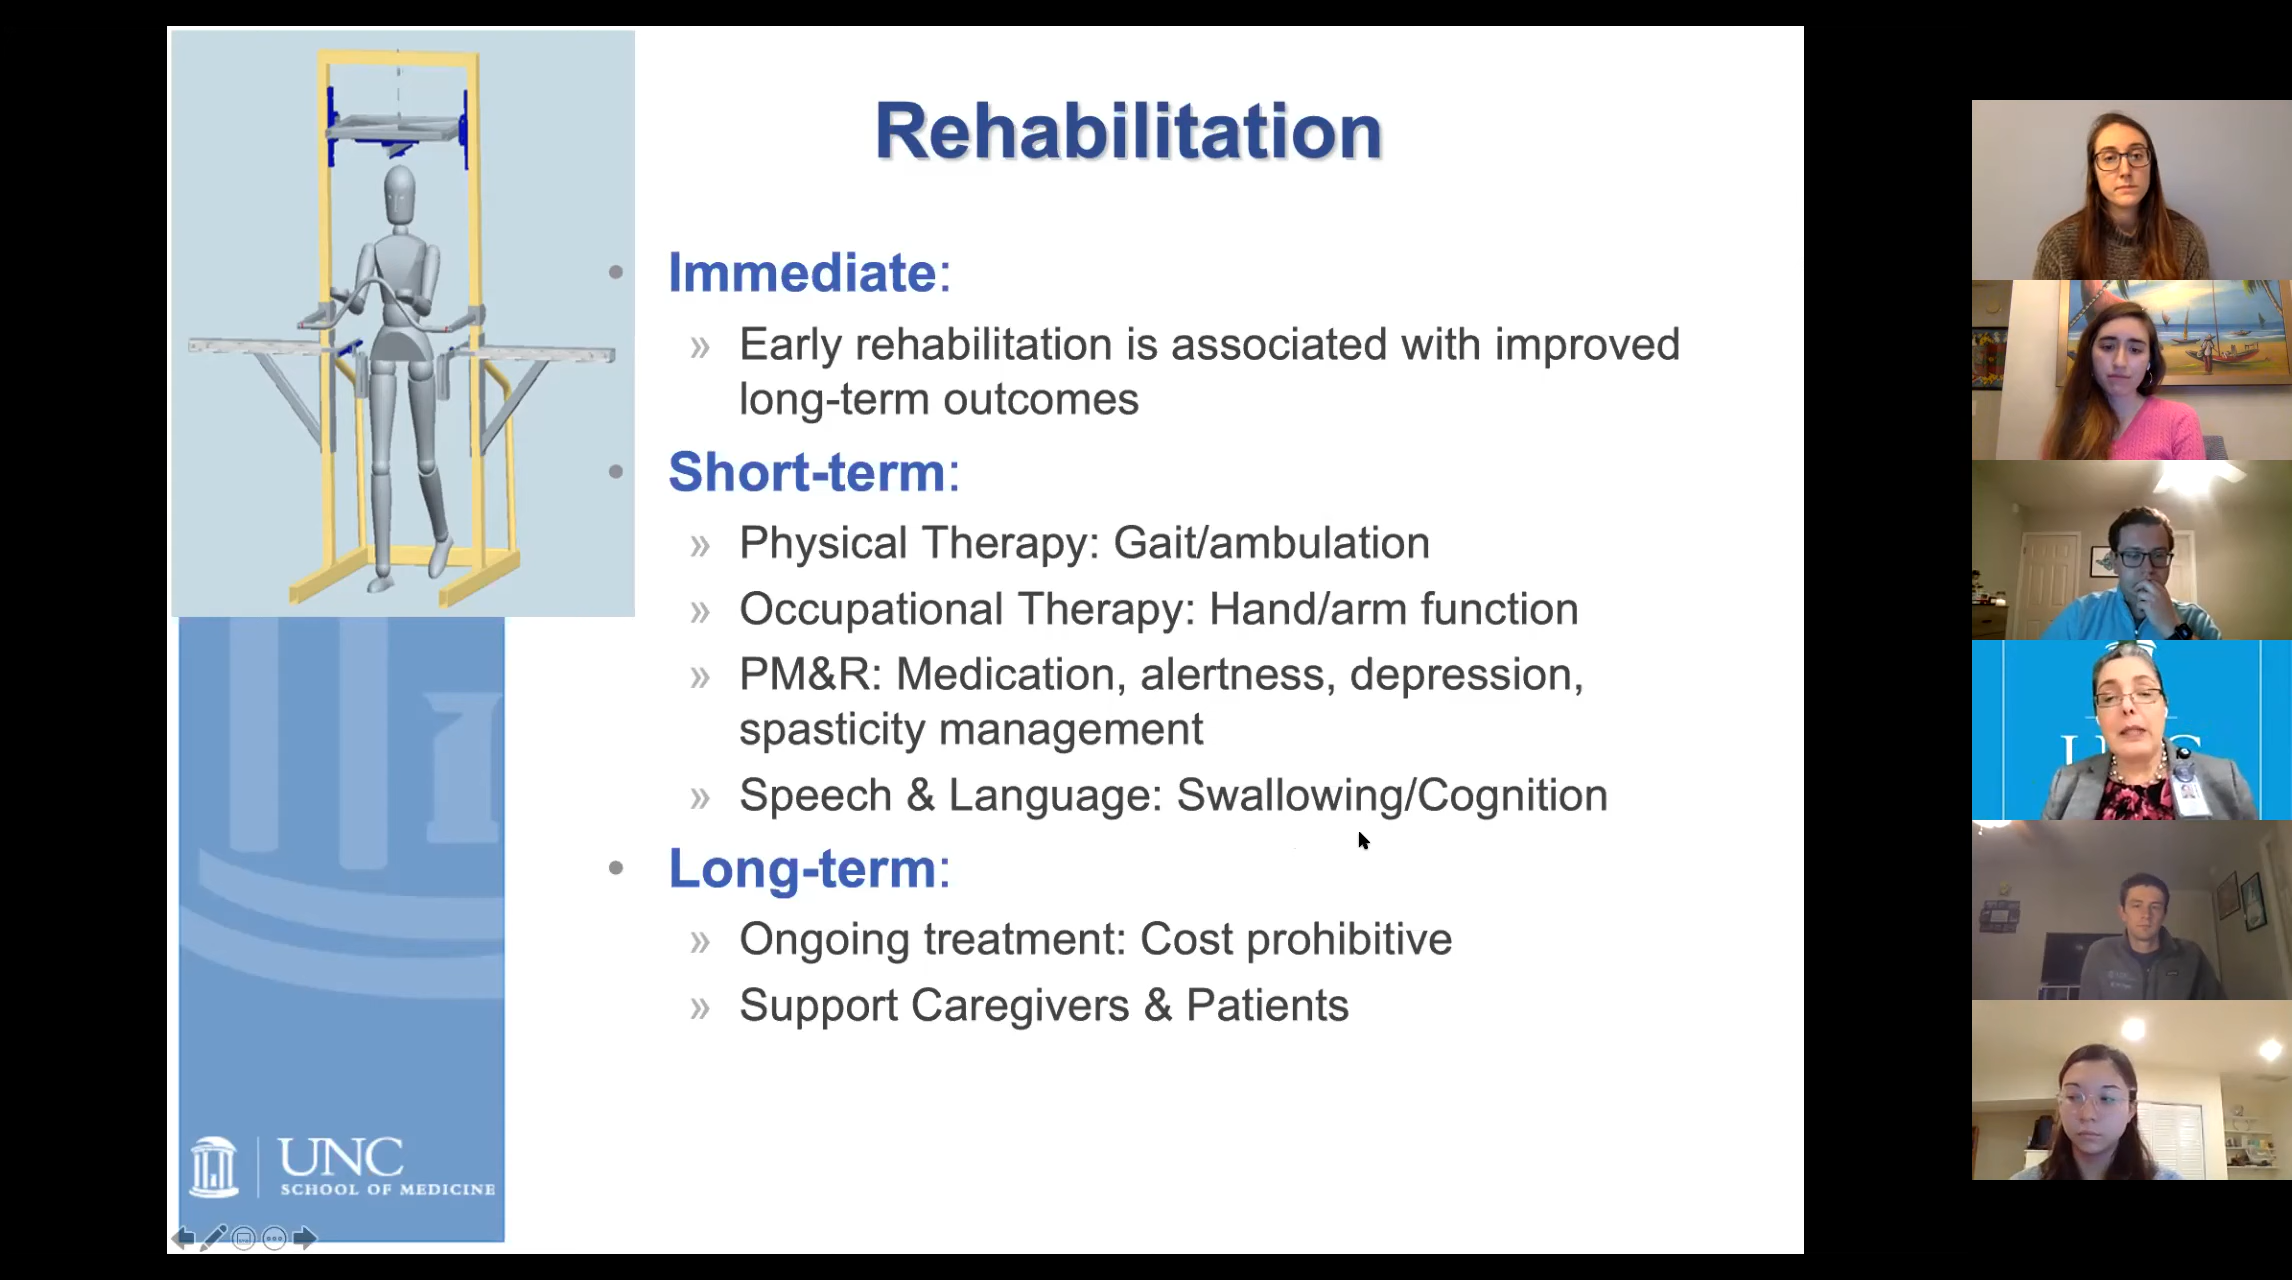 Rehabilitation
• Immediate:
» Early rehabilitation is associated with improved
long-term outcomes
• Short-term:
» Physical Therapy: Gait/ambulation
» Occupational Therapy: Hand/arm function
» PM&R: Medication, alertness, depression,
spasticity management
» Speech & Language: Swallowing/Cognition
• Long-term:
» Ongoing treatment: Cost prohibitive
» Support Caregivers & Patients
UNC
SCHOOL OF MEDICINE